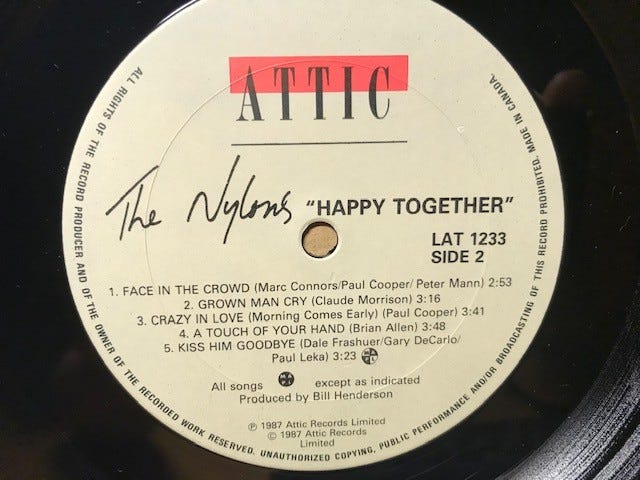 ATTIC
The Nylons "HAPPY TOGETHER"
LAT 1233
SIDE 2
1. FACE IN THE CROWD (Marc Connors/Paul Cooper/ Peter Mann) 2:53
2. GROWN MAN CRY (Claude Morrison) 3:16
3. CRAZY IN LOVE (Morning Comes Early) (Paul Cooper) 3:41
4. A TOUCH OF YOUR HAND (Brian Allen) 3:48
5. KISS HIM GOODBYE (Dale Frashuer/Gary DeCarlo/
Paul Leka) 3:23
All songs except as indicated
Produced by Bill Henderson
℗ 1987 Attic Records Limited
© 1987 Attic Records
Limited
ALL RIGHTS OF THE RECORD PRODUCER AND OF THE OWNER OF THE RECORDED WORK RESERVED. UNAUTHORIZED COPYING, PUBLIC PERFORMANCE AND/OR BROADCASTING OF THIS RECORD PROHIBITED. MADE IN CANADA.